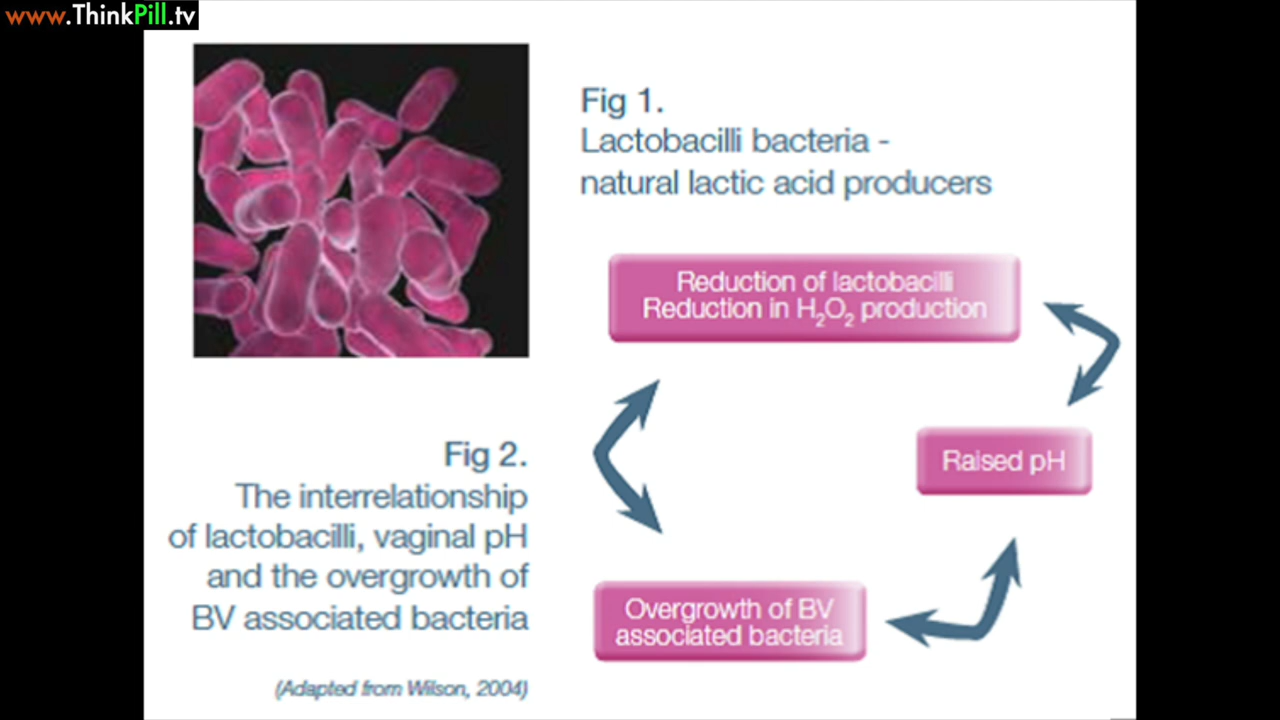 www.ThinkPill.tv
Fig 1.
Lactobacilli bacteria -
natural lactic acid producers
Reduction of lactobacilli
Reduction in H₂O₂ production
Raised pH
Fig 2.
The interrelationship
of lactobacilli, vaginal pH
and the overgrowth of
BV associated bacteria
Overgrowth of BV
associated bacteria
(Adapted from Wilson, 2004)